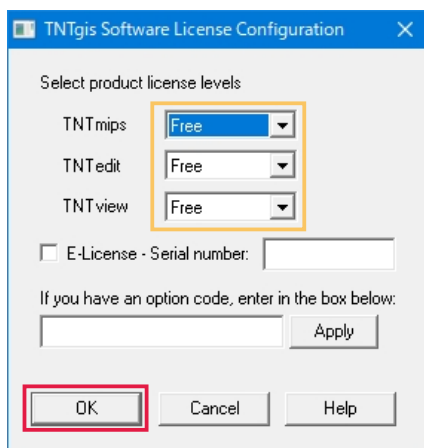 TNTgis Software License Configuration
Select product license levels
TNTmips Free
TNTedit Free
TNTview Free
E-License - Serial number:
If you have an option code, enter in the box below:
Apply
OK Cancel Help